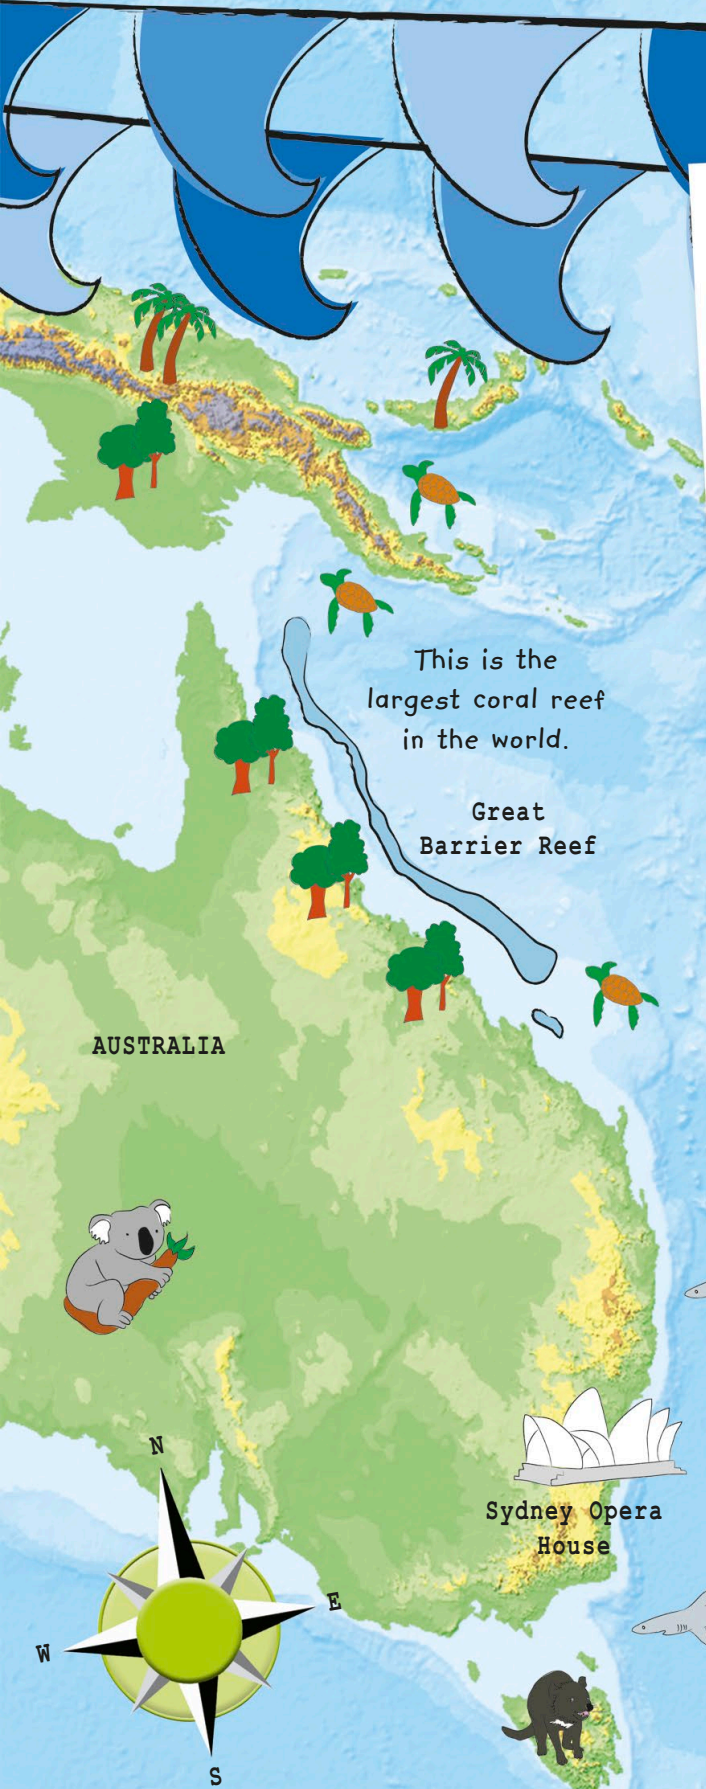 This is the
largest coral reef
in the world.
Great
Barrier Reef
AUSTRALIA
Sydney Opera
House
N
E
W
S